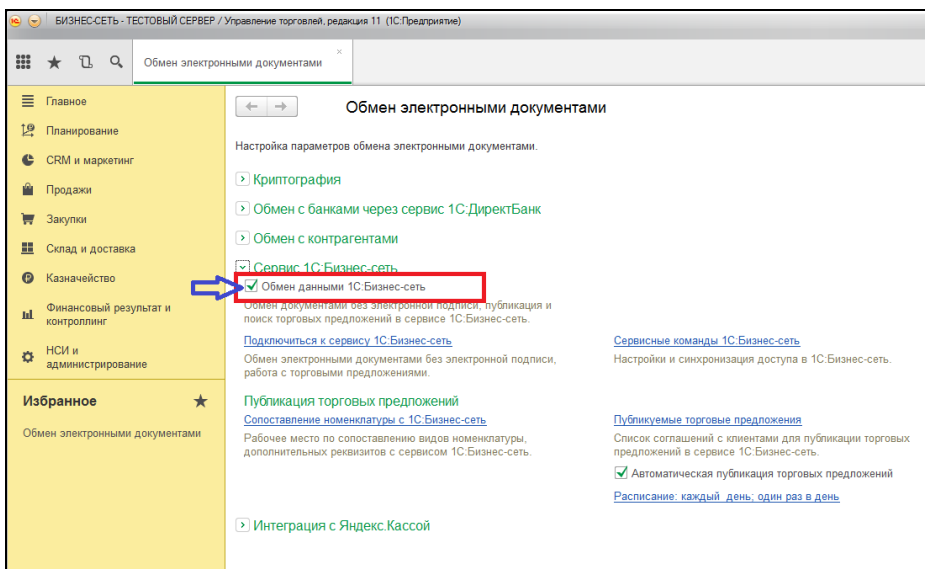 БИЗНЕС-СЕТЬ - ТЕСТОВЫЙ СЕРВЕР / Управление торговлей, редакция 11 (1С:Предприятие)
Обмен электронными документами
Главное
Планирование
CRM и маркетинг
Продажи
Закупки
Склад и доставка
Казначейство
Финансовый результат и
контроллинг
НСИ и
администрирование
Избранное
Обмен электронными документами
Обмен электронными документами
Настройка параметров обмена электронными документами.
Криптография
Обмен с банками через сервис 1С:ДиректБанк
Обмен с контрагентами
Сервис 1С:Бизнес-сеть
Обмен данными 1С:Бизнес-сеть
Обмен документами без электронной подписи, публикация и
поиск торговых предложений в сервисе 1С:Бизнес-сеть.
Подключиться к сервису 1С:Бизнес-сеть
Обмен электронными документами без электронной подписи,
работа с торговыми предложениями.
Сервисные команды 1С:Бизнес-сеть
Настройки и синхронизация доступа в 1С:Бизнес-сеть.
Публикация торговых предложений
Сопоставление номенклатуры с 1С:Бизнес-сеть
Рабочее место по сопоставлению видов номенклатуры,
дополнительных реквизитов с сервисом 1С:Бизнес-сеть.
Публикуемые торговые предложения
Список соглашений с клиентами для публикации торговых
предложений в сервисе 1С:Бизнес-сеть.
Автоматическая публикация торговых предложений
Расписание: каждый день; один раз в день
Интеграция с Яндекс.Кассой